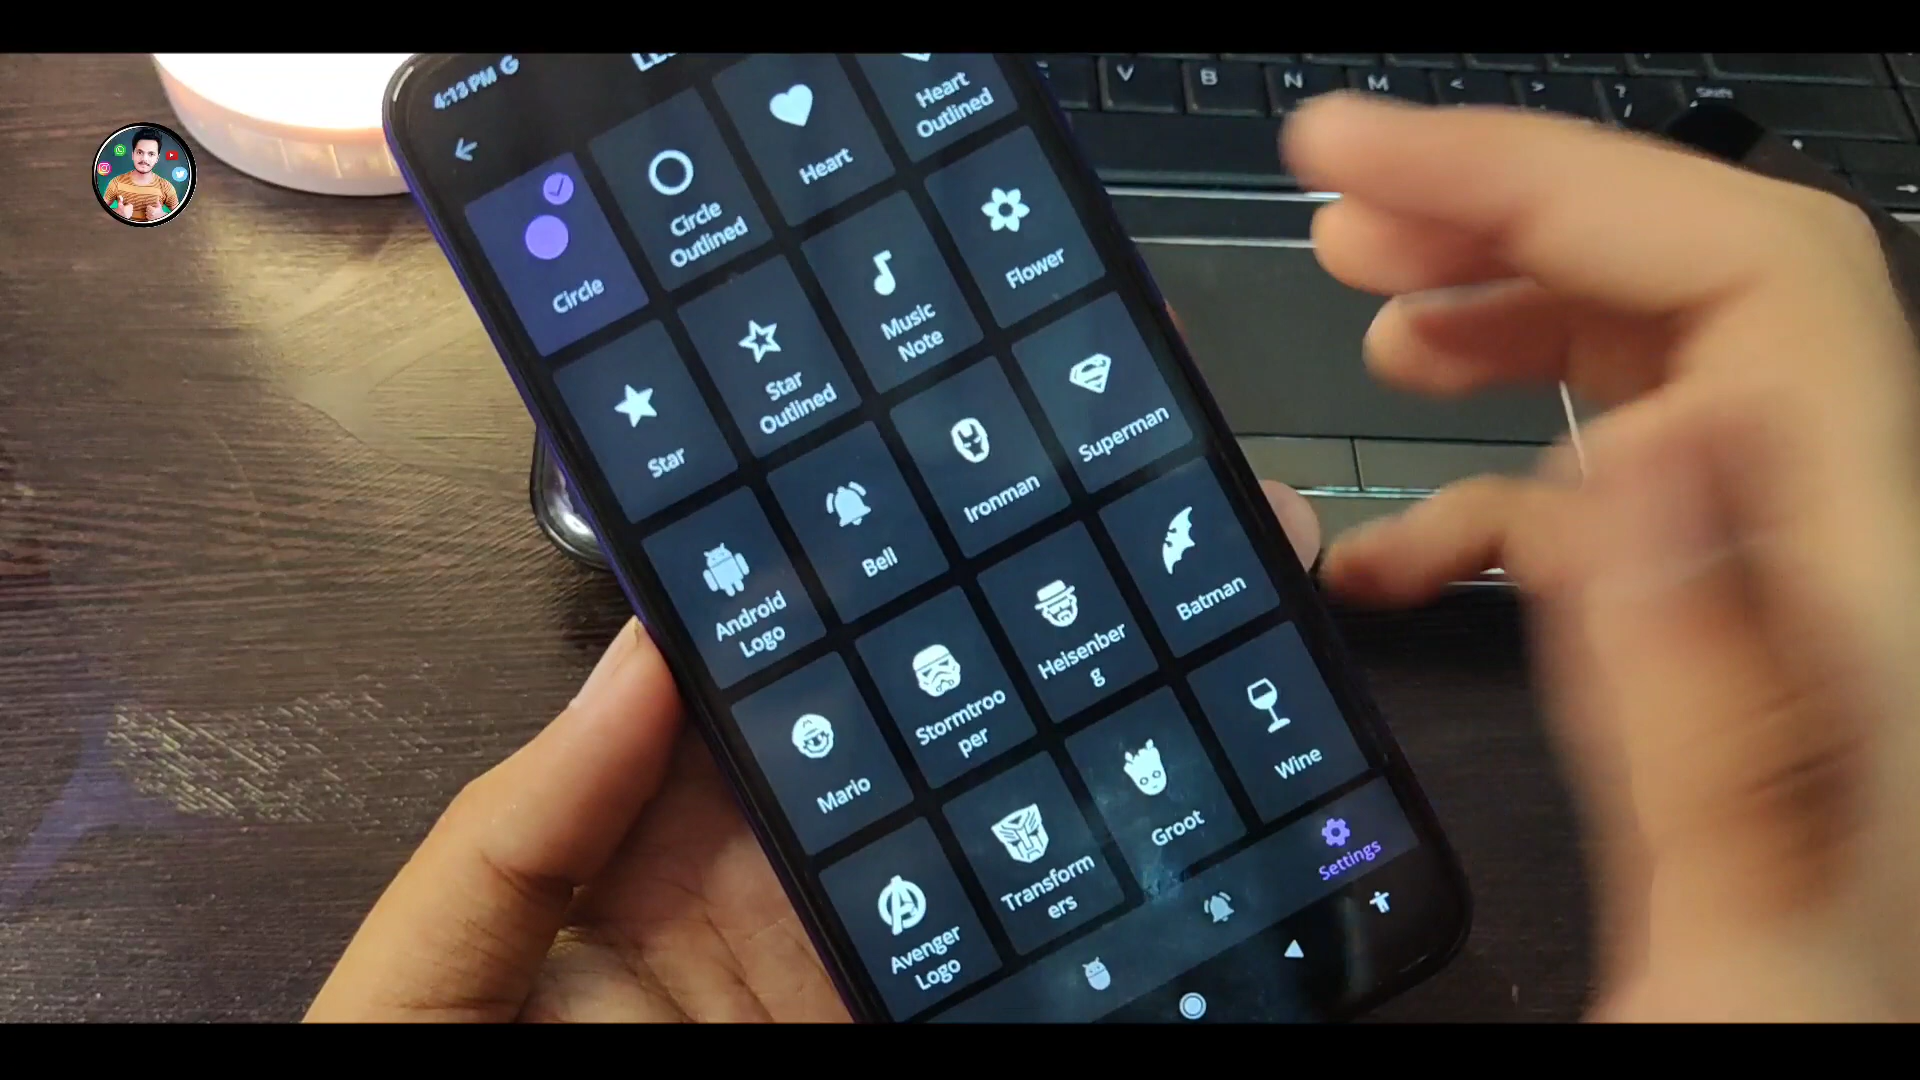 4:13 PM G
Circle
Circle
Outlined
Heart
Heart
Outlined
Star
Star
Outlined
Music
Note
Flower
Android
Logo
Bell
Ironman
Superman
Mario
Stormtroo
per
Heisenber
g
Batman
Avenger
Logo
Transform
ers
Groot
Wine
Settings
V
B
N
M
<
>
?
/
Shift